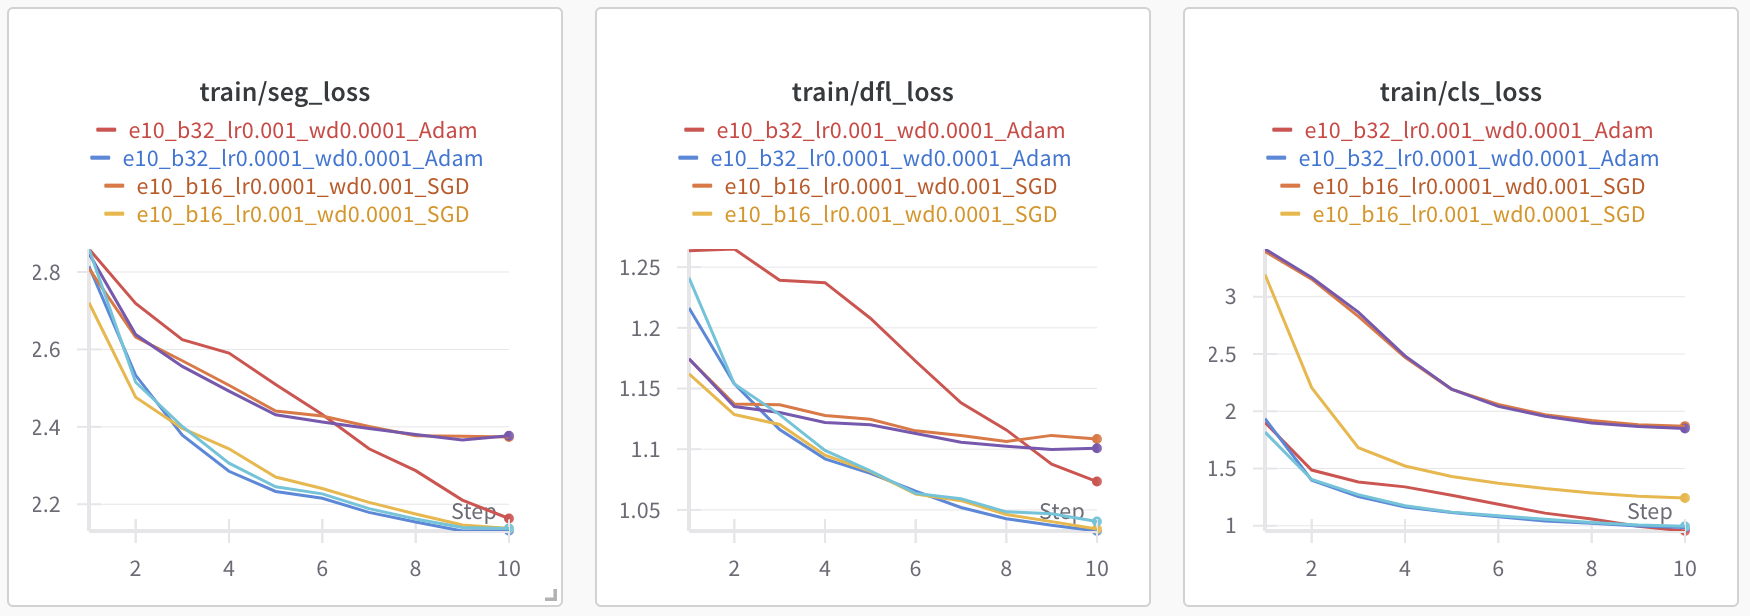 train/seg_loss
e10_b32_lr0.001_wd0.0001_Adam
e10_b32_lr0.0001_wd0.0001_Adam
e10_b16_lr0.0001_wd0.001_SGD
e10_b16_lr0.001_wd0.0001_SGD
2.8
2.6
2.4
2.2
Step
2 4 6 8 10
train/dfl_loss
e10_b32_lr0.001_wd0.0001_Adam
e10_b32_lr0.0001_wd0.0001_Adam
e10_b16_lr0.0001_wd0.001_SGD
e10_b16_lr0.001_wd0.0001_SGD
1.25
1.2
1.15
1.1
1.05
Step
2 4 6 8 10
train/cls_loss
e10_b32_lr0.001_wd0.0001_Adam
e10_b32_lr0.0001_wd0.0001_Adam
e10_b16_lr0.0001_wd0.001_SGD
e10_b16_lr0.001_wd0.0001_SGD
3
2.5
2
1.5
1
Step
2 4 6 8 10